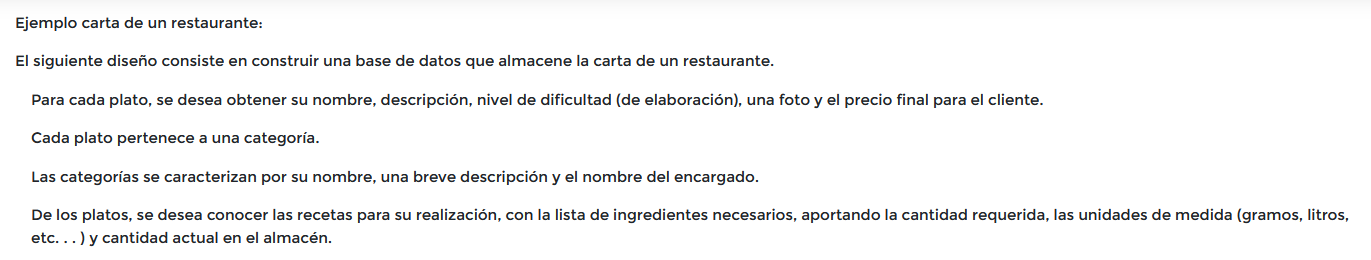 Ejemplo carta de un restaurante:
El siguiente diseño consiste en construir una base de datos que almacene la carta de un restaurante.
Para cada plato, se desea obtener su nombre, descripción, nivel de dificultad (de elaboración), una foto y el precio final para el cliente.
Cada plato pertenece a una categoría.
Las categorías se caracterizan por su nombre, una breve descripción y el nombre del encargado.
De los platos, se desea conocer las recetas para su realización, con la lista de ingredientes necesarios, aportando la cantidad requerida, las unidades de medida (gramos, litros,
etc. . . ) y cantidad actual en el almacén.